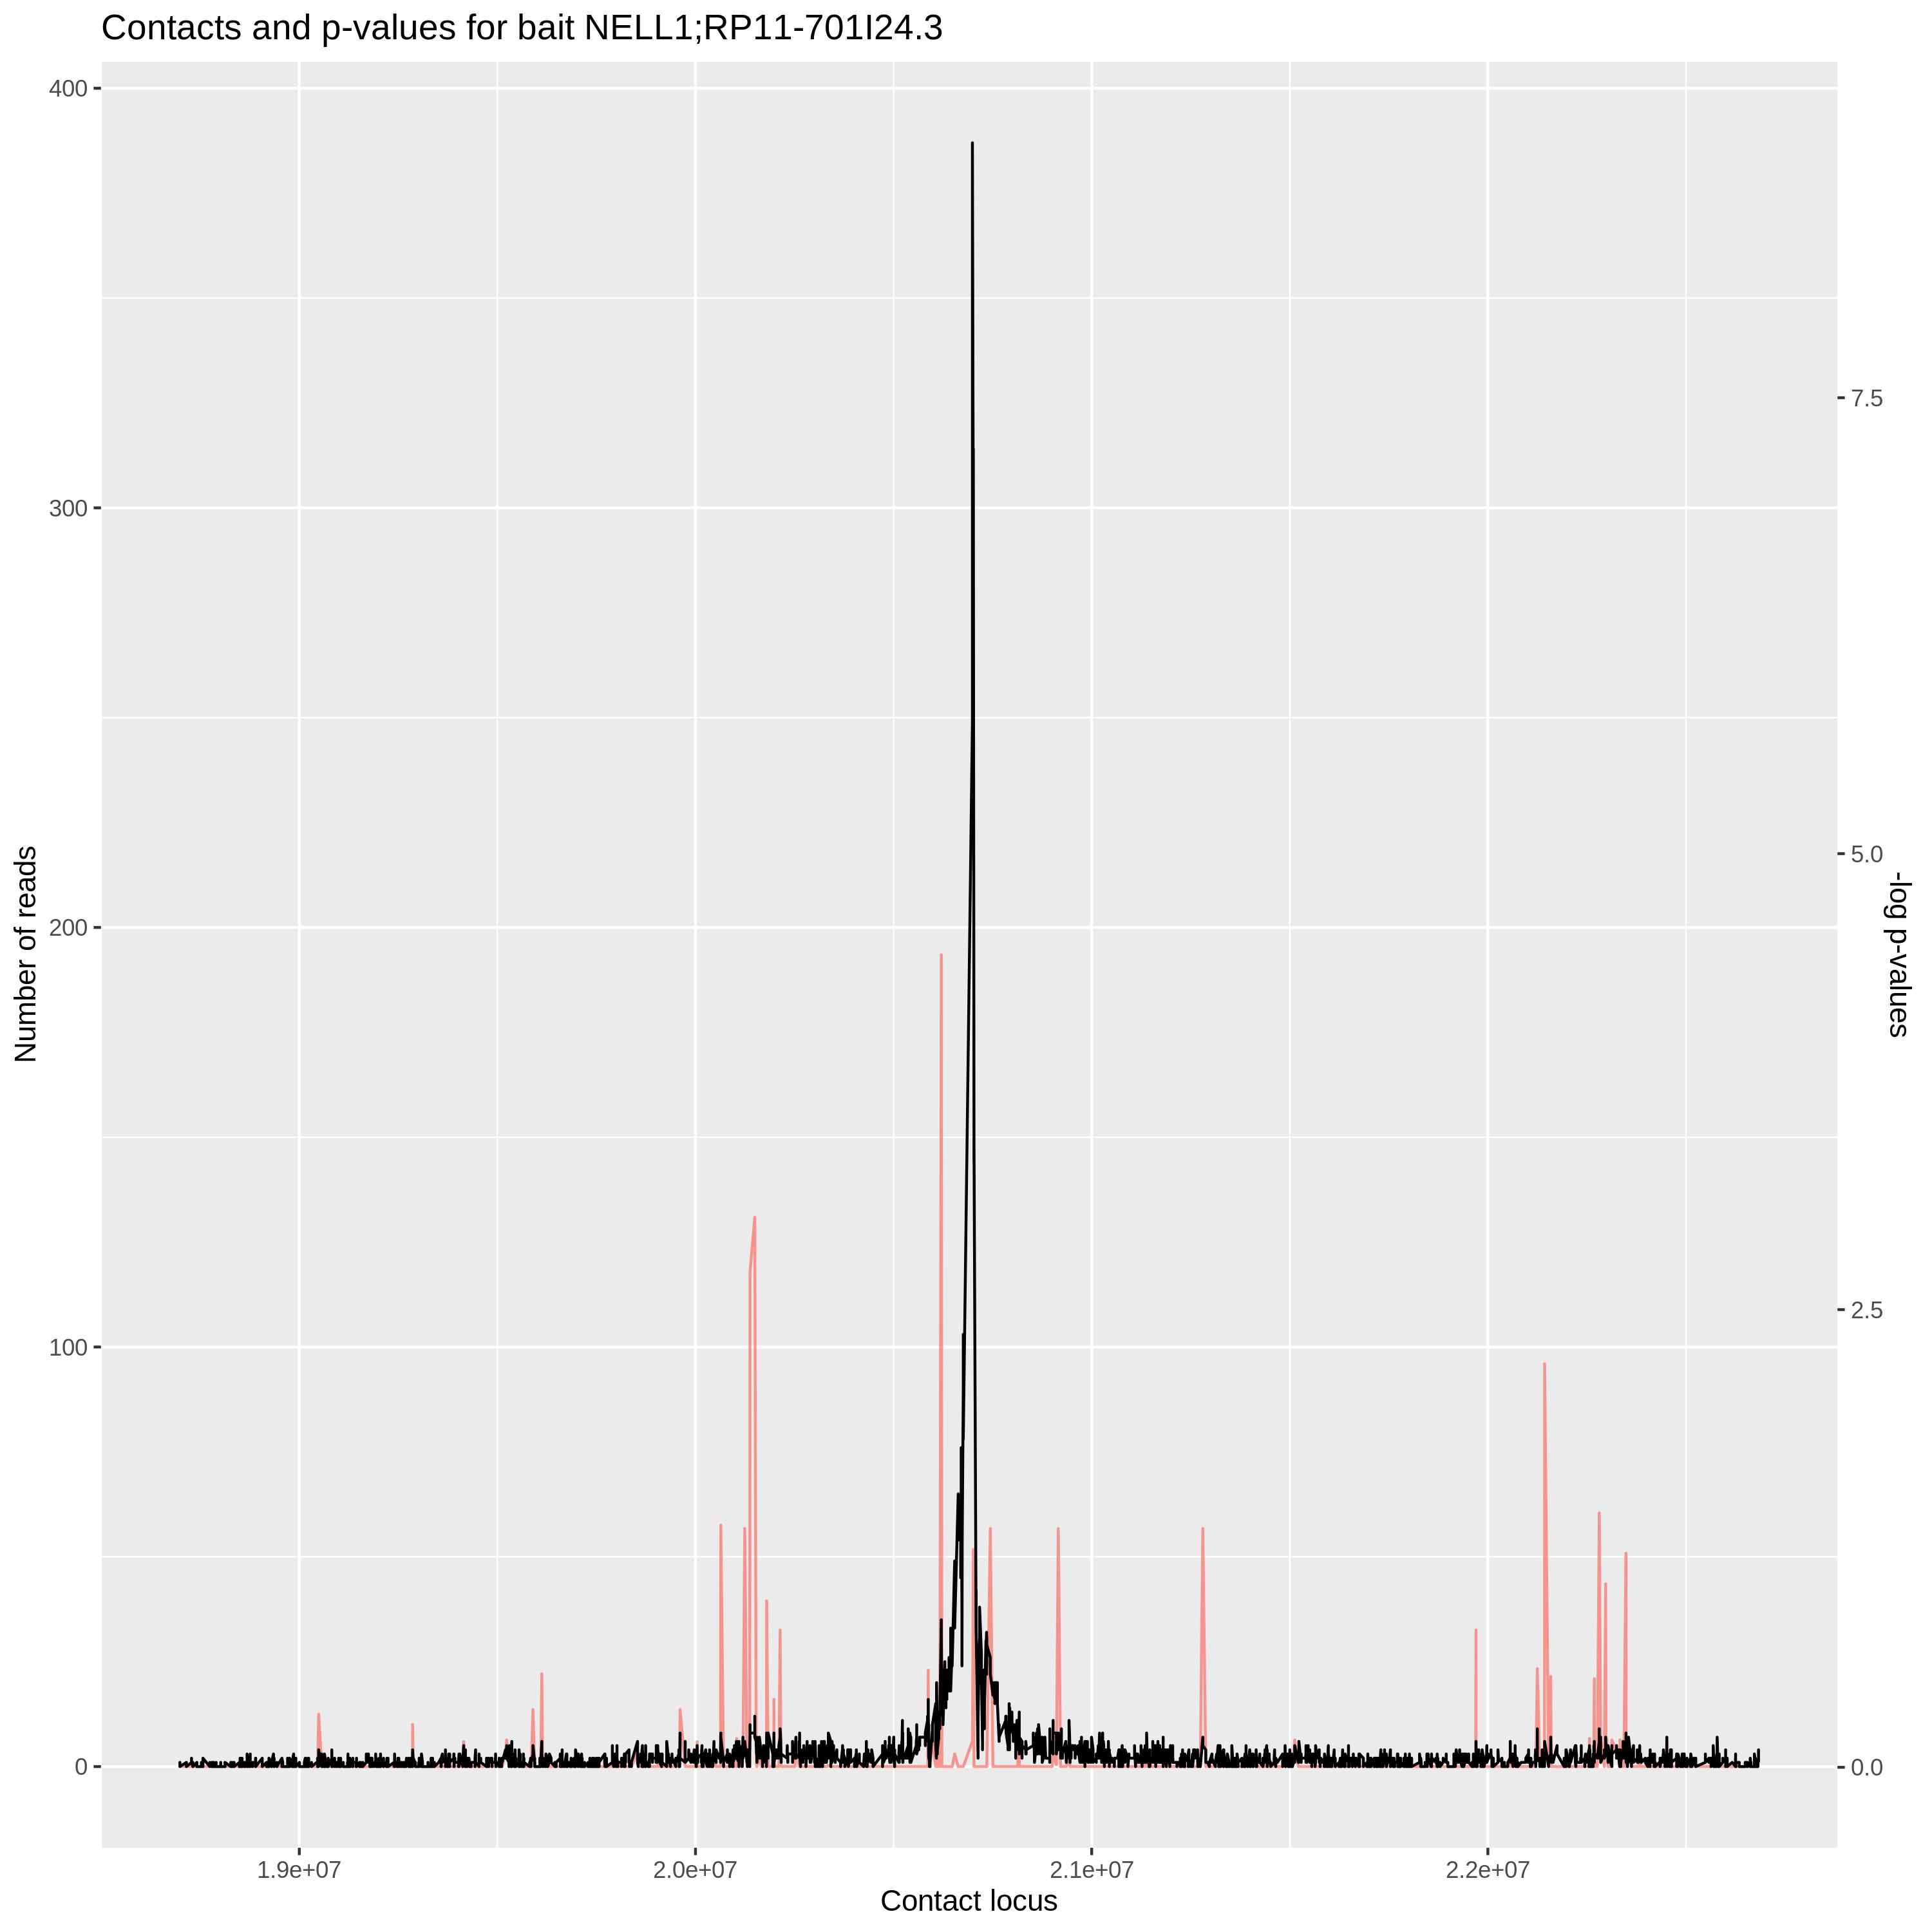 Contacts and p-values for bait NELL1;RP11-701I24.3
400
300
200
100
0
Number of reads
7.5
5.0
2.5
0.0
-log p-values
1.9e+07 2.0e+07 2.1e+07 2.2e+07
Contact locus